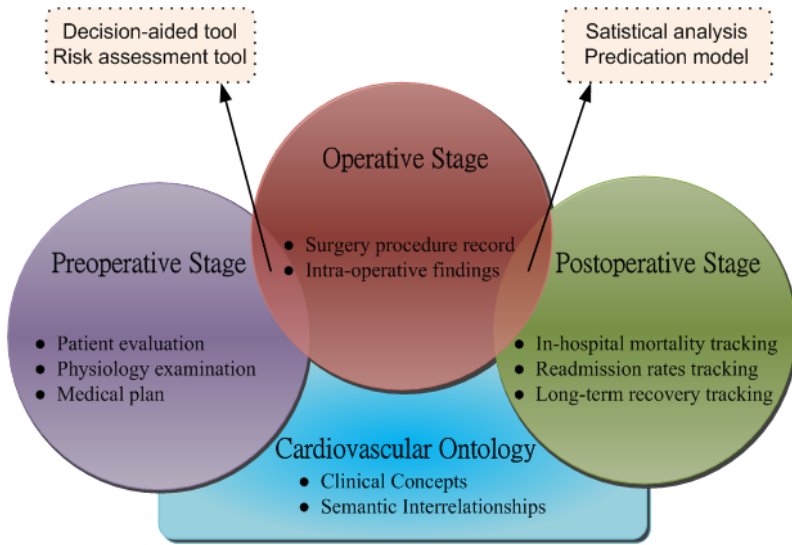 Decision-aided tool
Risk assessment tool
Satistical analysis
Predication model
Operative Stage
● Surgery procedure record
● Intra-operative findings
Preoperative Stage
● Patient evaluation
● Physiology examination
● Medical plan
Postoperative Stage
● In-hospital mortality tracking
● Readmission rates tracking
● Long-term recovery tracking
Cardiovascular Ontology
● Clinical Concepts
● Semantic Interrelationships